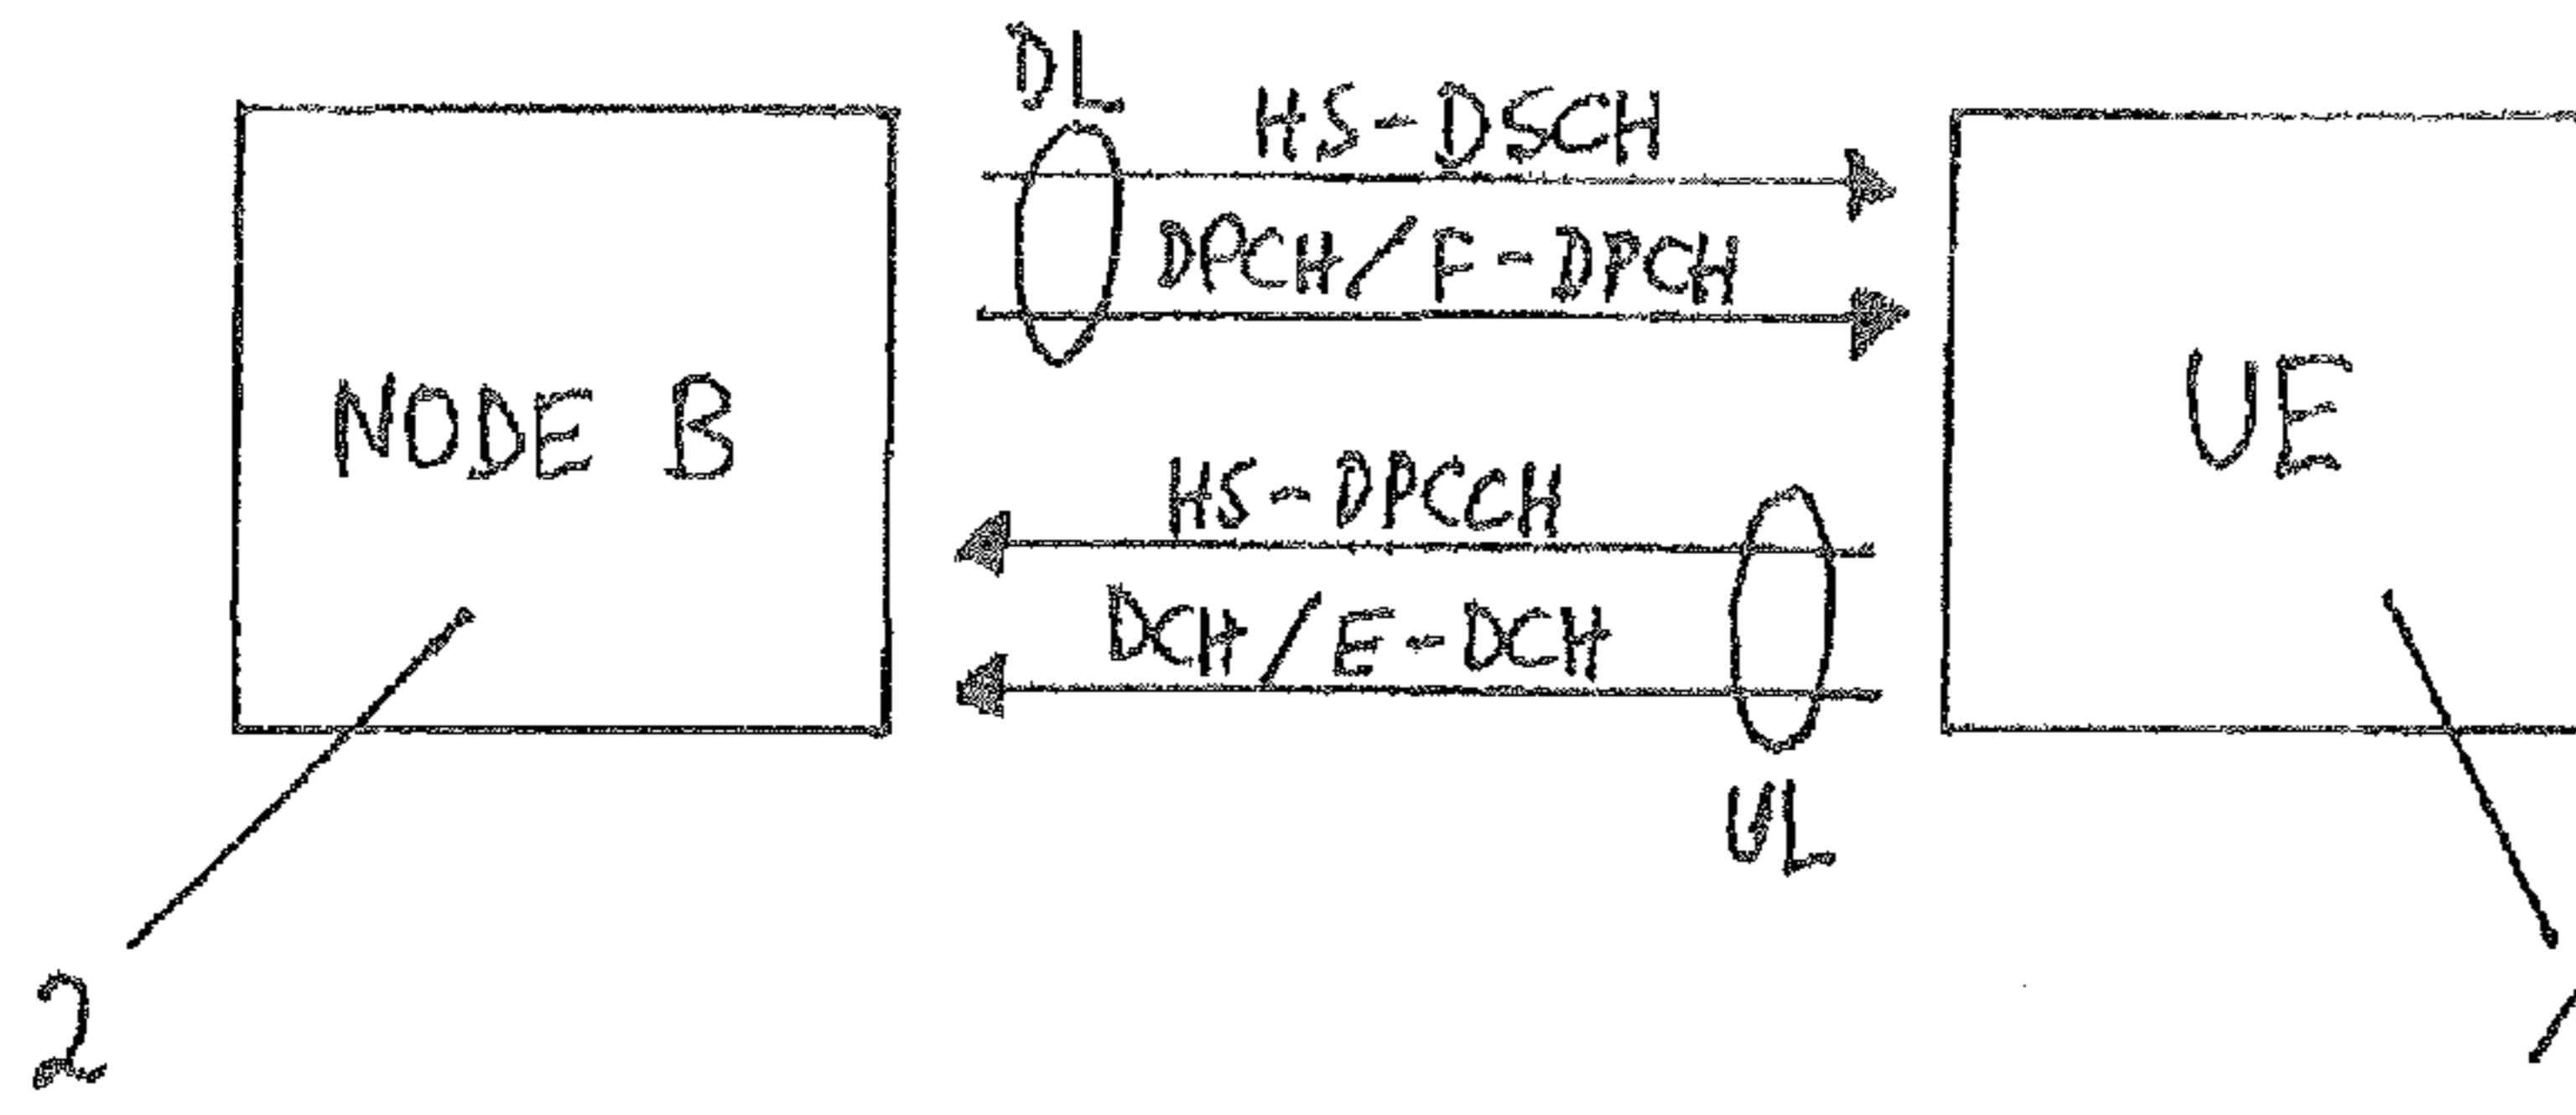 DL
HS-DSCH
DPCH/F-DPCH
NODE B
UE
HS-DPCCH
DCH/E-DCH
UL
2